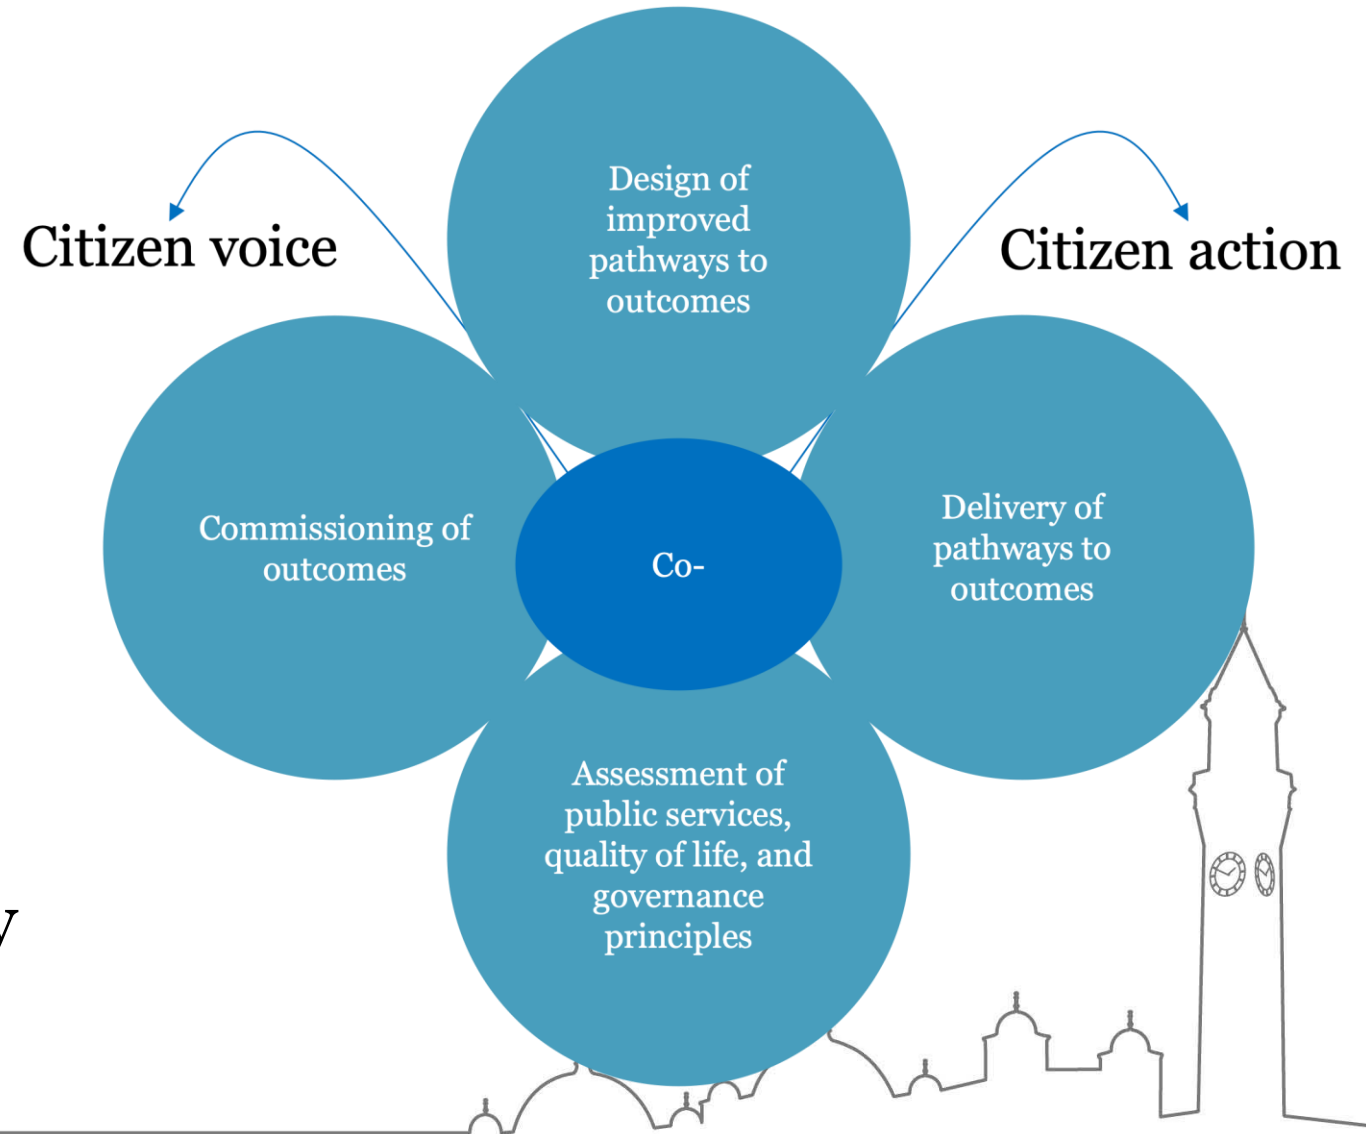 Design of
improved
pathways to
outcomes
Citizen voice
Citizen action
Commissioning of
outcomes
Co-
Delivery of
pathways to
outcomes
Assessment of
public services,
quality of life, and
governance
principles
y